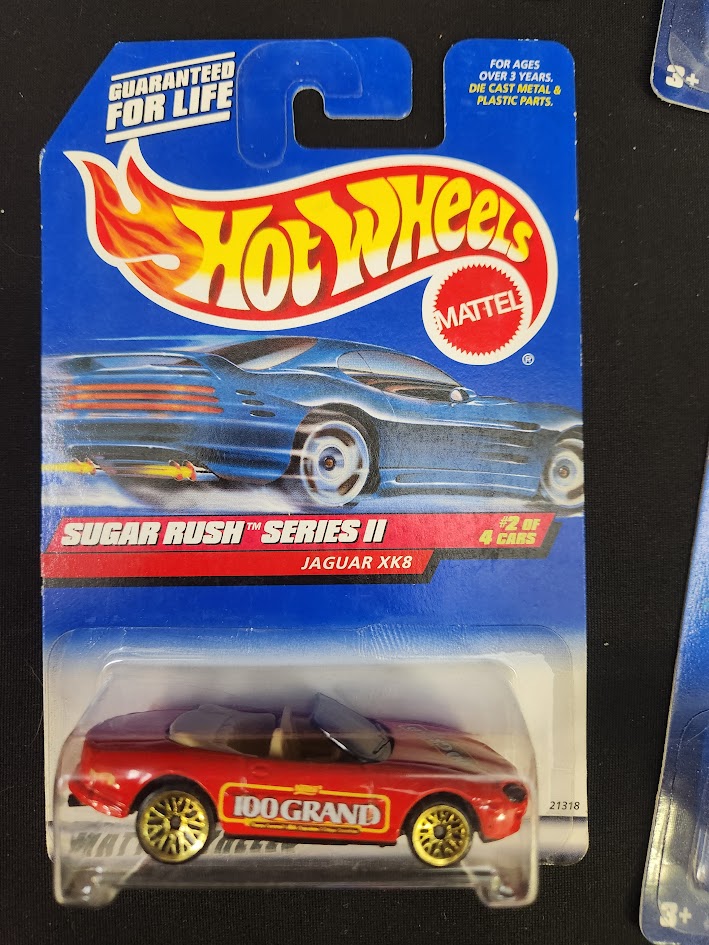 GUARANTEED
FOR LIFE
FOR AGES
OVER 3 YEARS.
DIE CAST METAL &
PLASTIC PARTS.
3+
HOT WHEELS
MATTEL
®
SUGAR RUSH™ SERIES II
#2 OF
4 CARS
JAGUAR XK8
100 GRAND
21318
3+